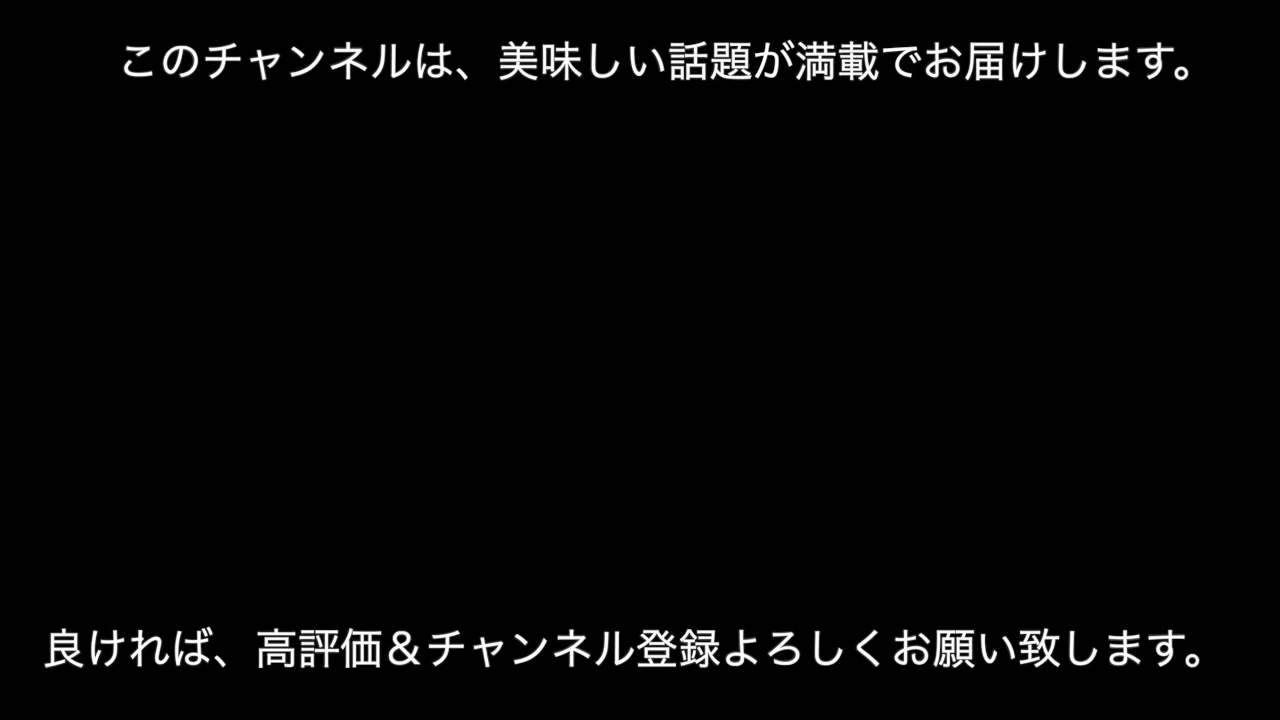 このチャンネルは、美味しい話題が満載でお届けします。
良ければ、高評価＆チャンネル登録よろしくお願い致します。